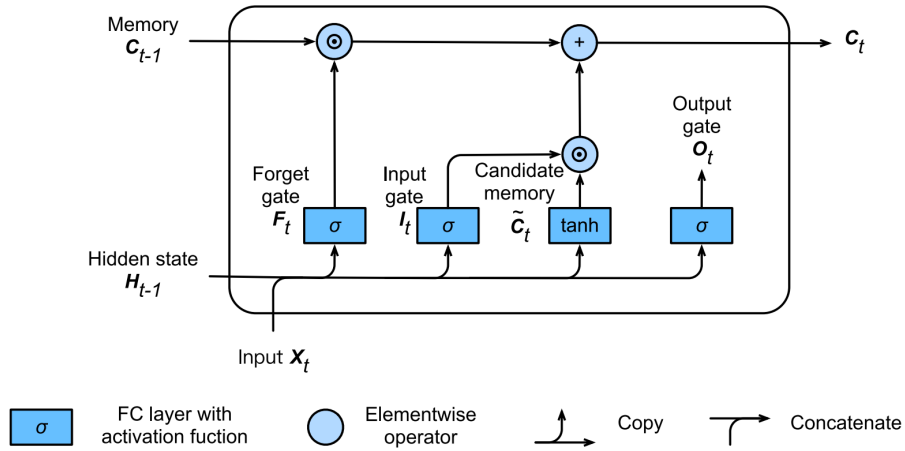 Memory
C_{t-1}
⊙
+
C_t
Output
gate
O_t
⊙
Forget
gate
F_t
σ
Input
gate
I_t
σ
Candidate
memory
C̃_t
tanh
σ
Hidden state
H_{t-1}
Input X_t
σ
FC layer with
activation fuction
Elementwise
operator
Copy
Concatenate